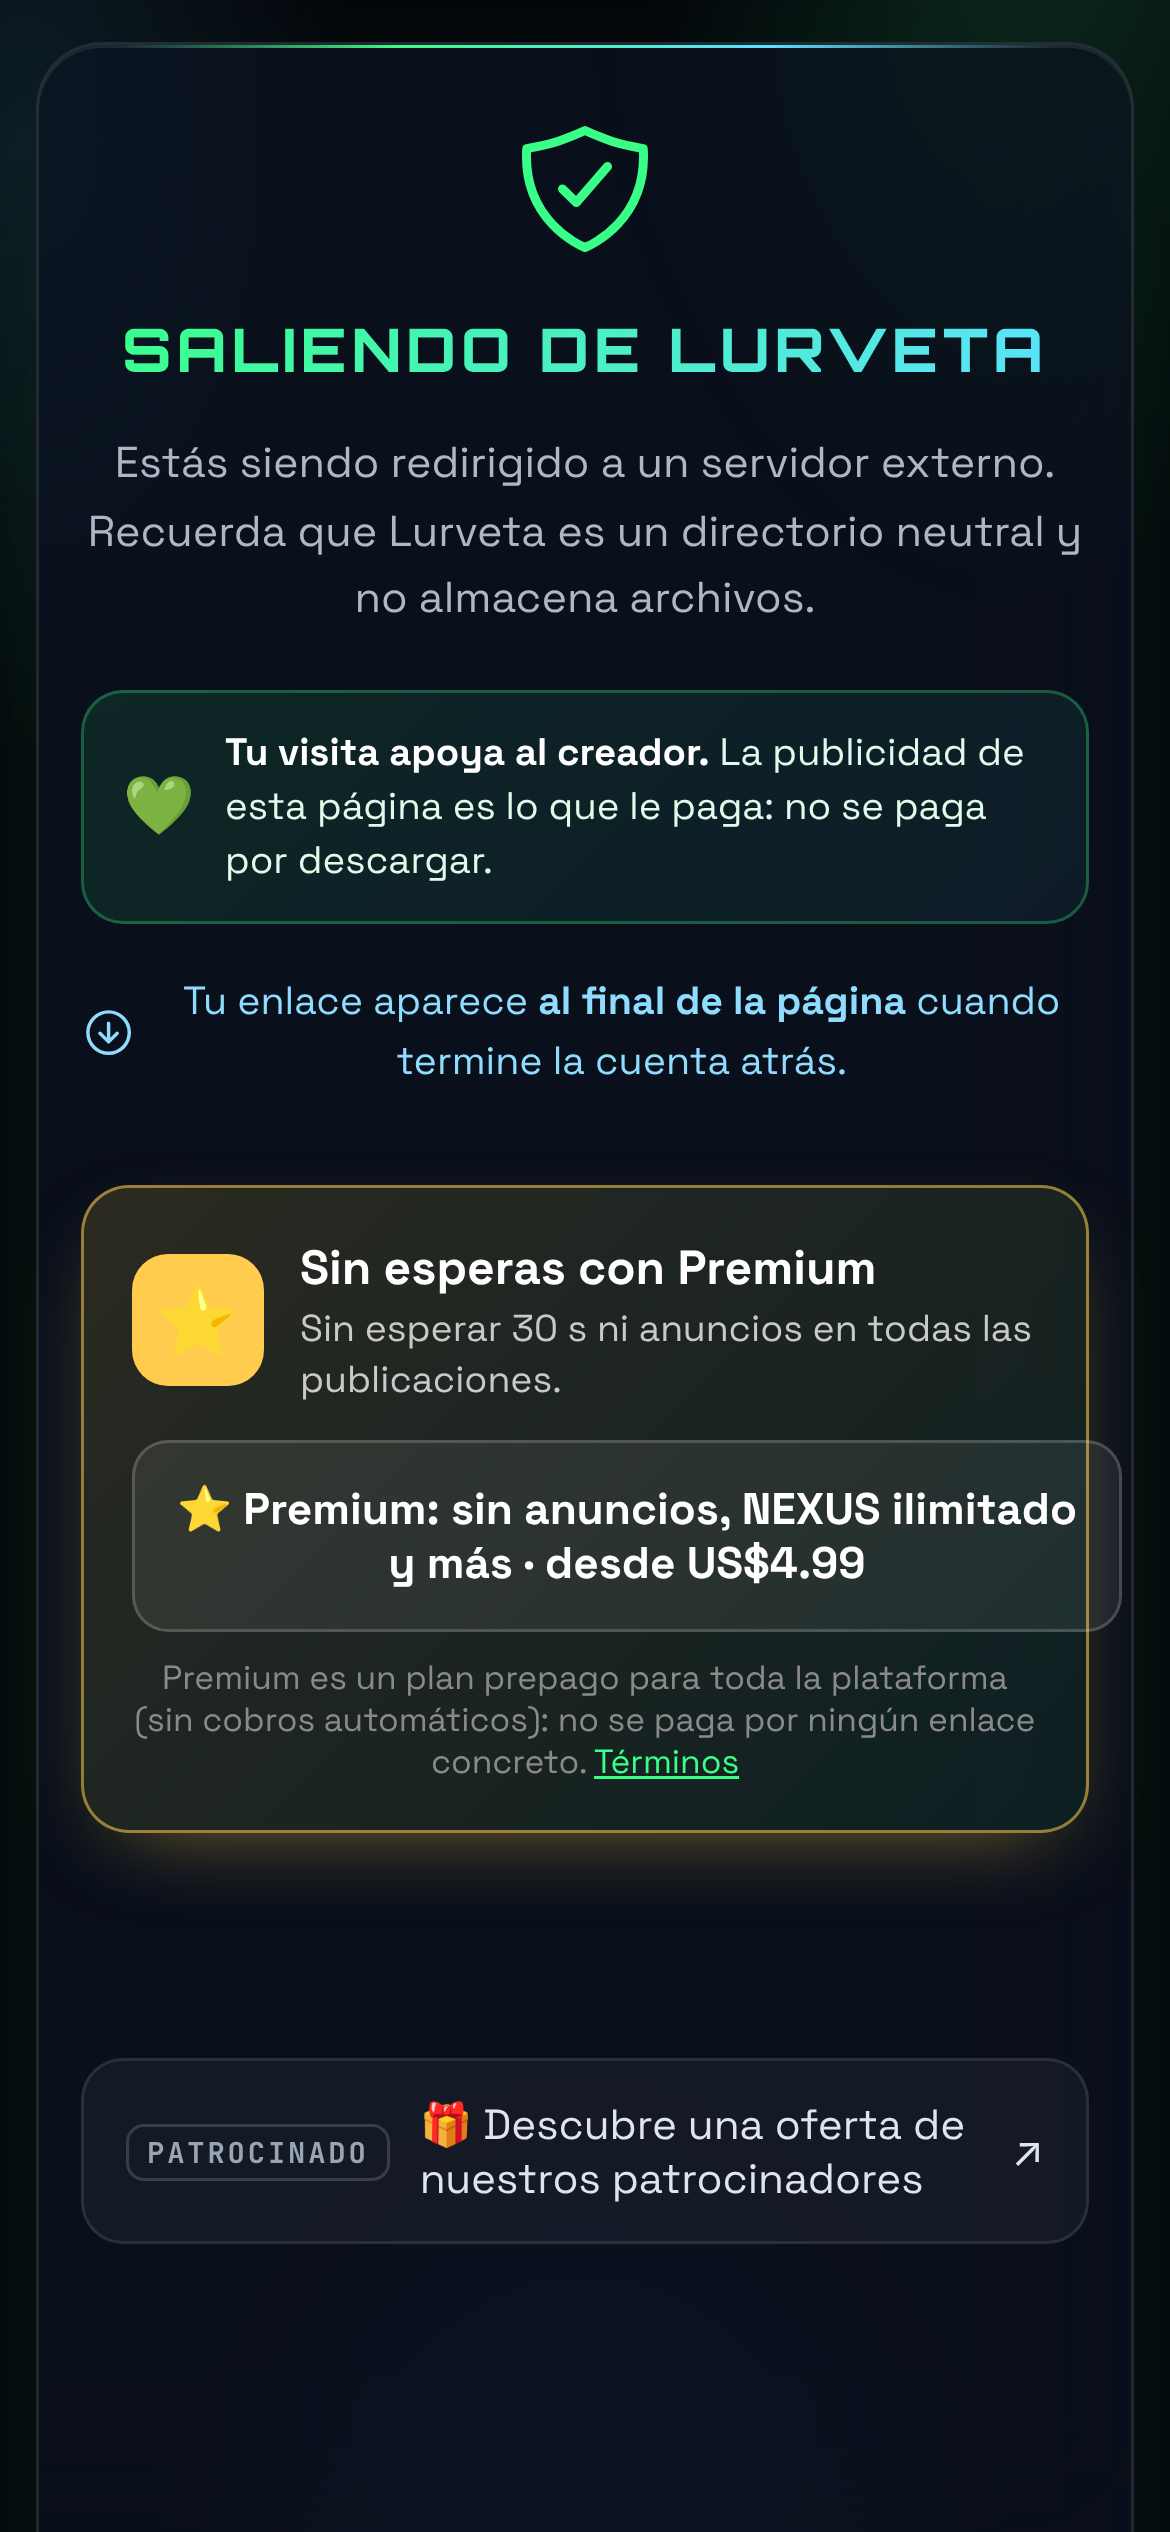 SALIENDO DE LURVETA
Estás siendo redirigido a un servidor externo.
Recuerda que Lurveta es un directorio neutral y
no almacena archivos.
💚 Tu visita apoya al creador. La publicidad de
esta página es lo que le paga: no se paga
por descargar.
Tu enlace aparece al final de la página cuando
termine la cuenta atrás.
Sin esperas con Premium
Sin esperar 30 s ni anuncios en todas las
publicaciones.
⭐ Premium: sin anuncios, NEXUS ilimitado
y más · desde US$4.99
Premium es un plan prepago para toda la plataforma
(sin cobros automáticos): no se paga por ningún enlace
concreto. Términos
PATROCINADO
🎁 Descubre una oferta de
nuestros patrocinadores